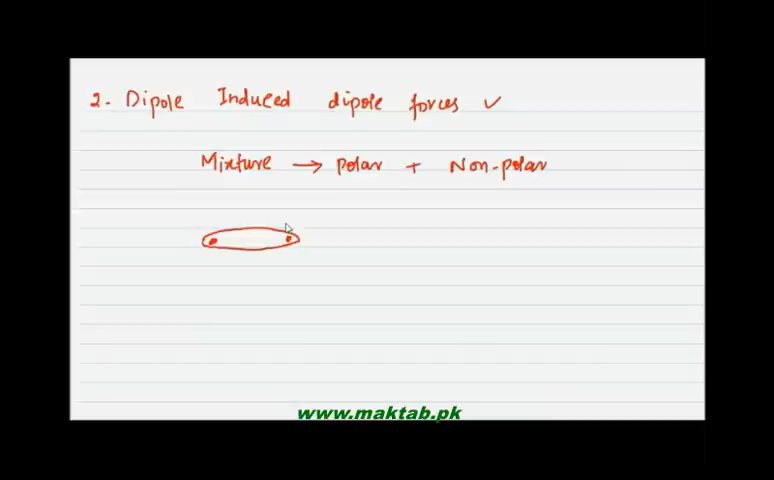 2. Dipole Induced dipole forces ✓
Mixture → Polar + Non-polar
www.maktab.pk